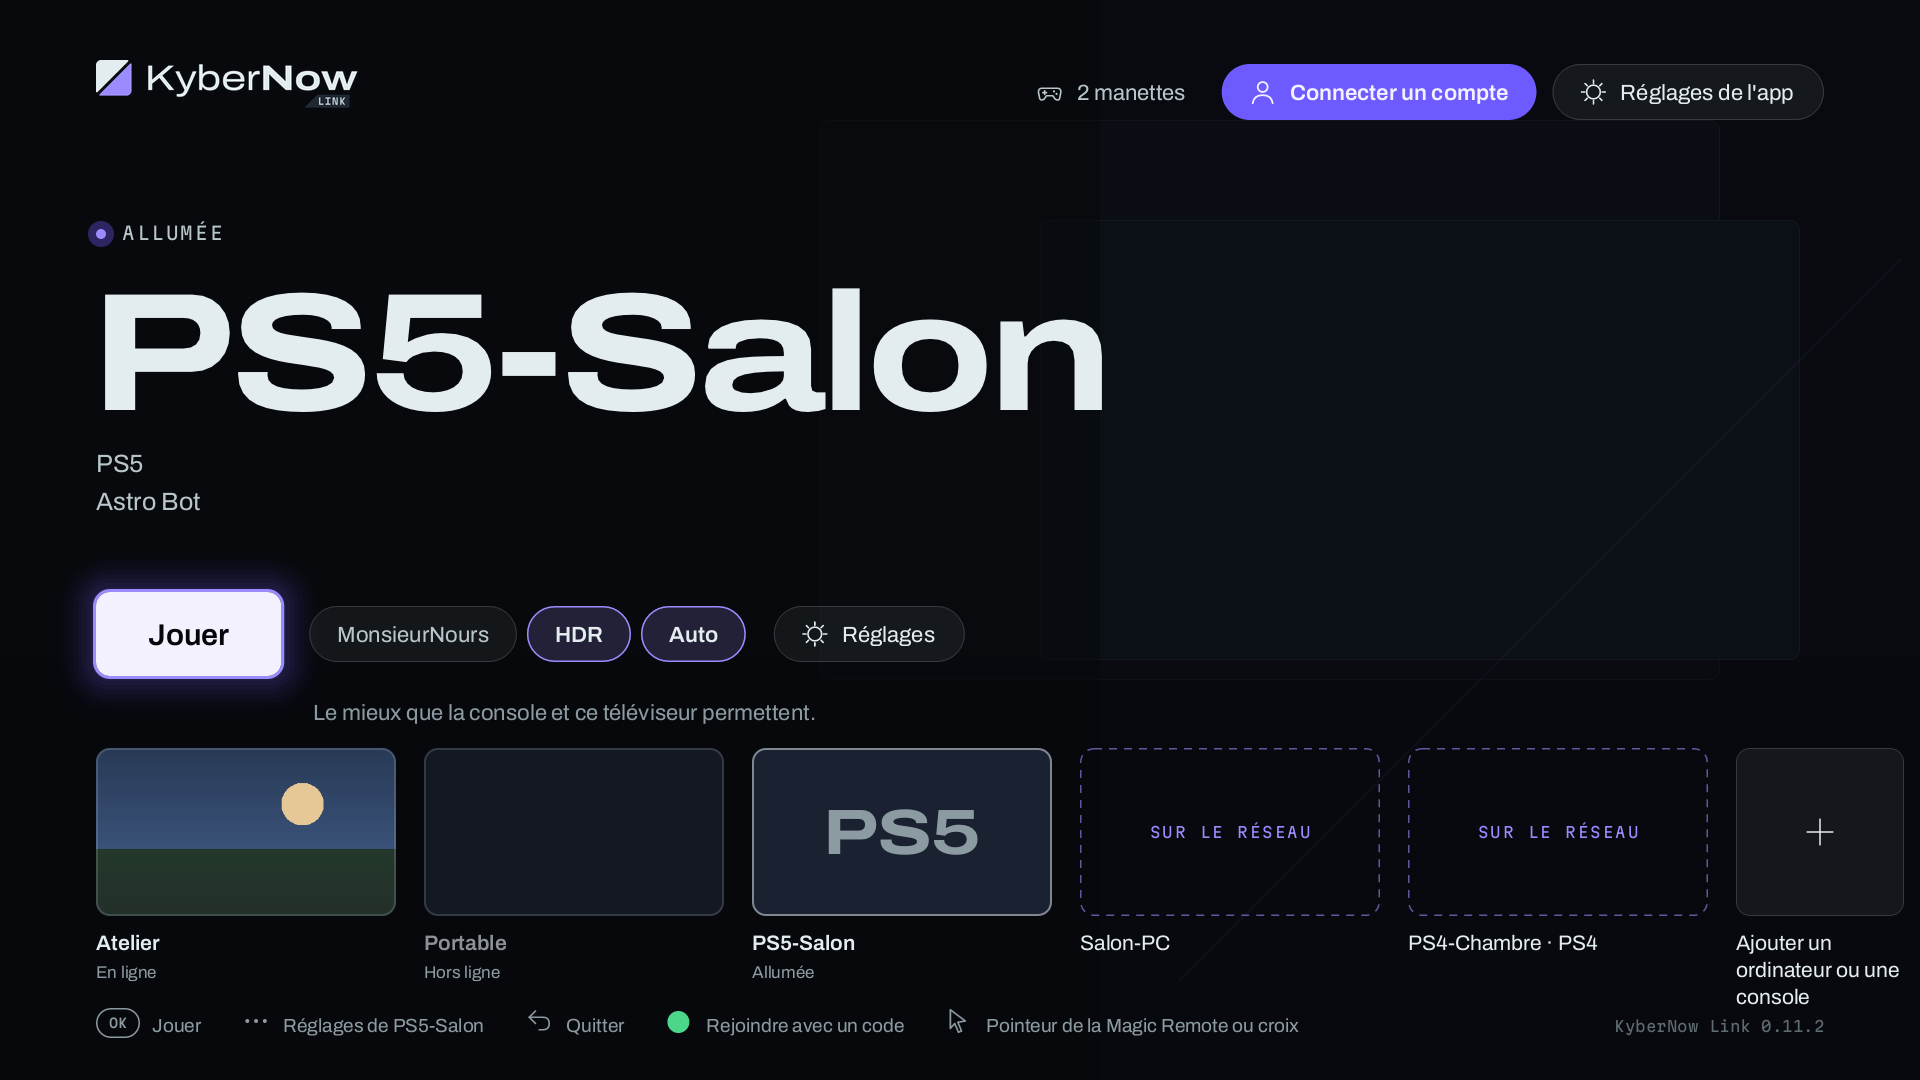 KyberNow
LINK
2 manettes
Connecter un compte
Réglages de l'app
ALLUMÉE
PS5-Salon
PS5
Astro Bot
Jouer
MonsieurNours
HDR
Auto
Réglages
Le mieux que la console et ce téléviseur permettent.
PS5
SUR LE RÉSEAU
SUR LE RÉSEAU
Atelier
En ligne
Portable
Hors ligne
PS5-Salon
Allumée
Salon-PC
PS4-Chambre · PS4
Ajouter un
ordinateur ou une
console
OK Jouer
Réglages de PS5-Salon
Quitter
Rejoindre avec un code
Pointeur de la Magic Remote ou croix
KyberNow Link 0.11.2